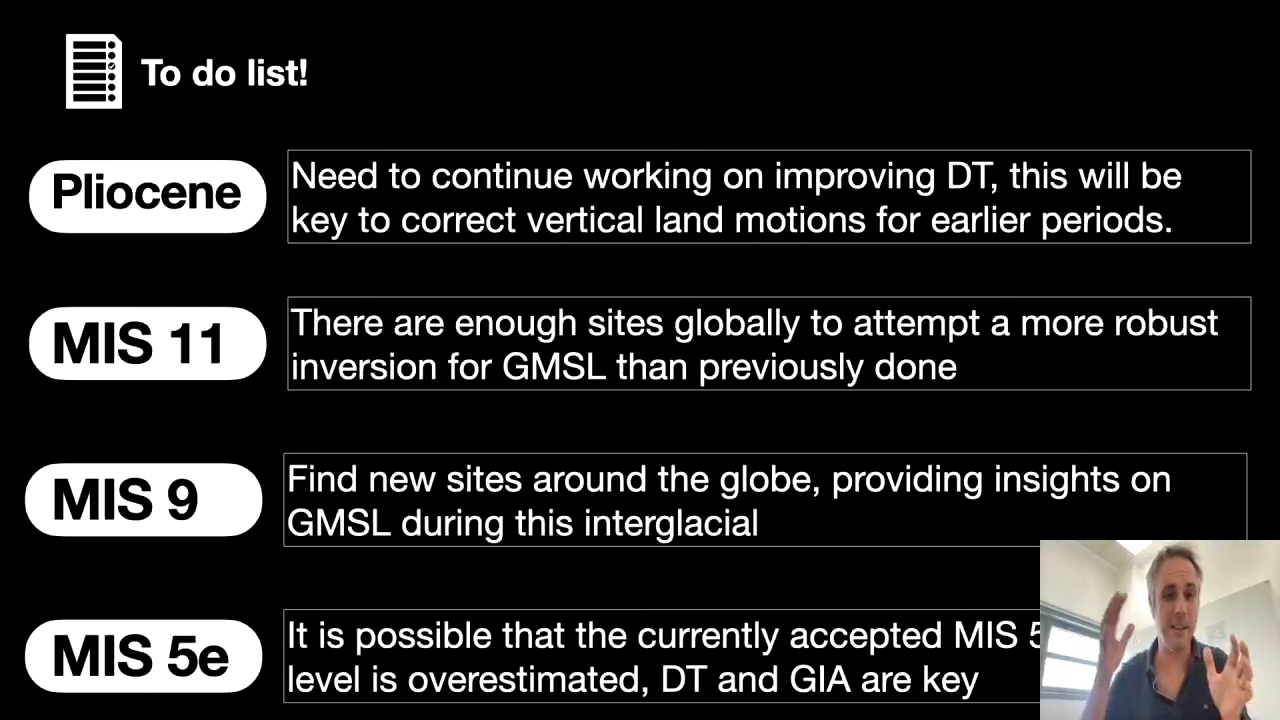 To do list!
Pliocene
Need to continue working on improving DT, this will be
key to correct vertical land motions for earlier periods.
MIS 11
There are enough sites globally to attempt a more robust
inversion for GMSL than previously done
MIS 9
Find new sites around the globe, providing insights on
GMSL during this interglacial
MIS 5e
It is possible that the currently accepted MIS
level is overestimated, DT and GIA are key